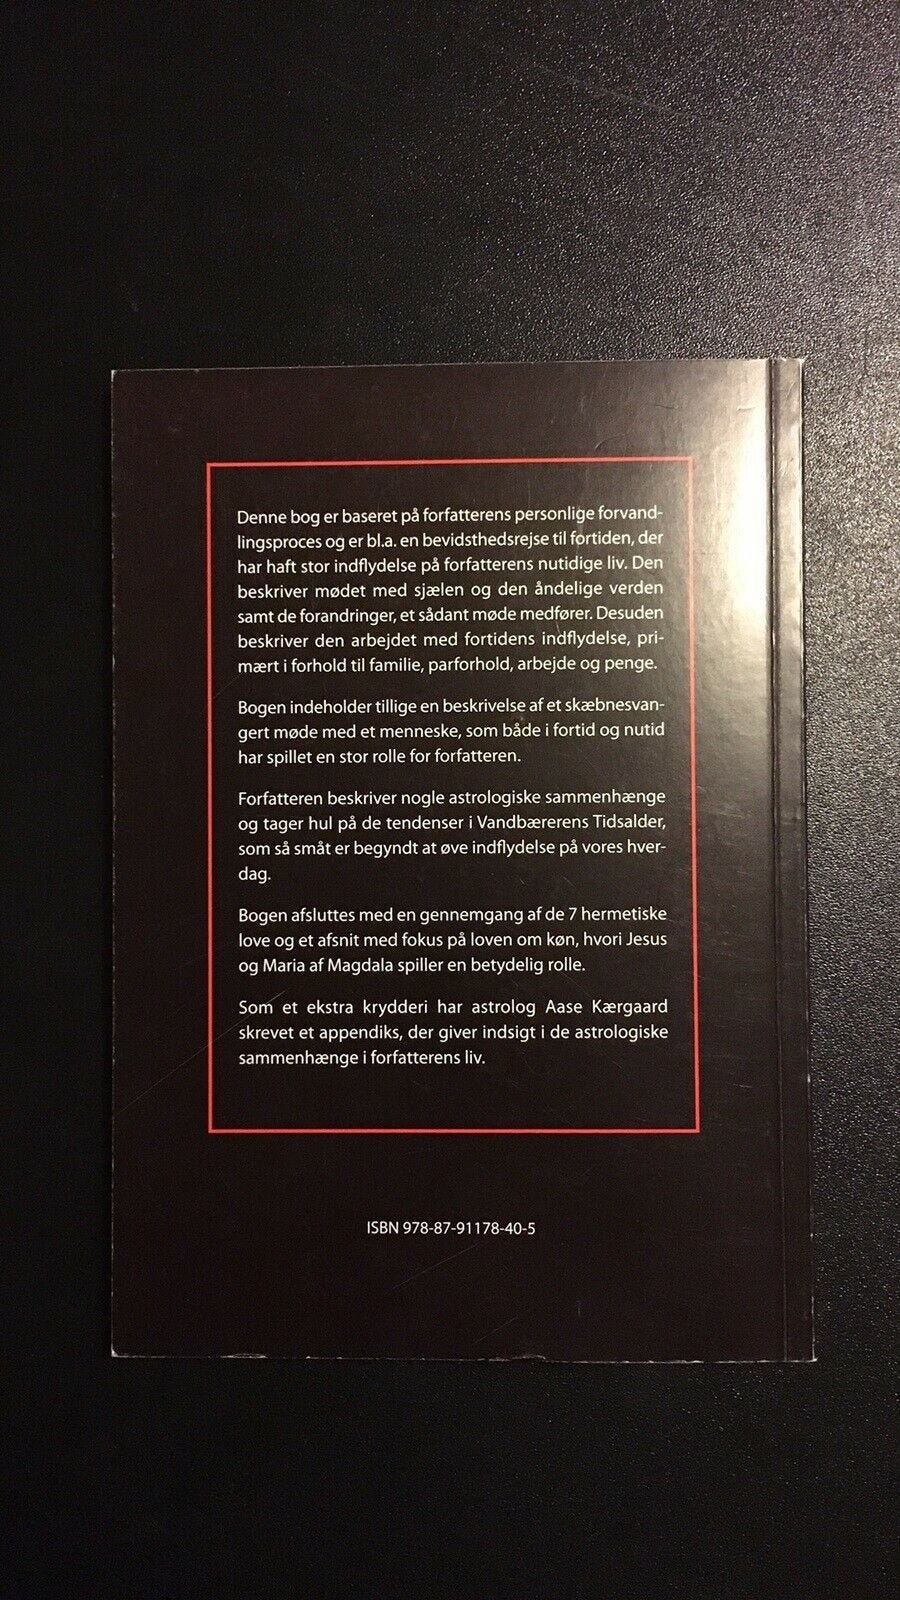 Denne bog er baseret på forfatterens personlige forvand-
lingsproces og er bl.a. en bevidsthedsrejse til fortiden, der
har haft stor indflydelse på forfatterens nutidige liv. Den
beskriver mødet med sjælen og den åndelige verden
samt de forandringer, et sådant møde medfører. Desuden
beskriver den arbejdet med fortidens indflydelse, pri-
mært i forhold til familie, parforhold, arbejde og penge.
Bogen indeholder tillige en beskrivelse af et skæbnesvan-
gert møde med et menneske, som både i fortid og nutid
har spillet en stor rolle for forfatteren.
Forfatteren beskriver nogle astrologiske sammenhænge
og tager hul på de tendenser i Vandbærerens Tidsalder,
som så småt er begyndt at øve indflydelse på vores hver-
dag.
Bogen afsluttes med en gennemgang af de 7 hermetiske
love og et afsnit med fokus på loven om køn, hvori Jesus
og Maria af Magdala spiller en betydelig rolle.
Som et ekstra krydderi har astrolog Aase Kærgaard
skrevet et appendiks, der giver indsigt i de astrologiske
sammenhænge i forfatterens liv.
ISBN 978-87-91178-40-5